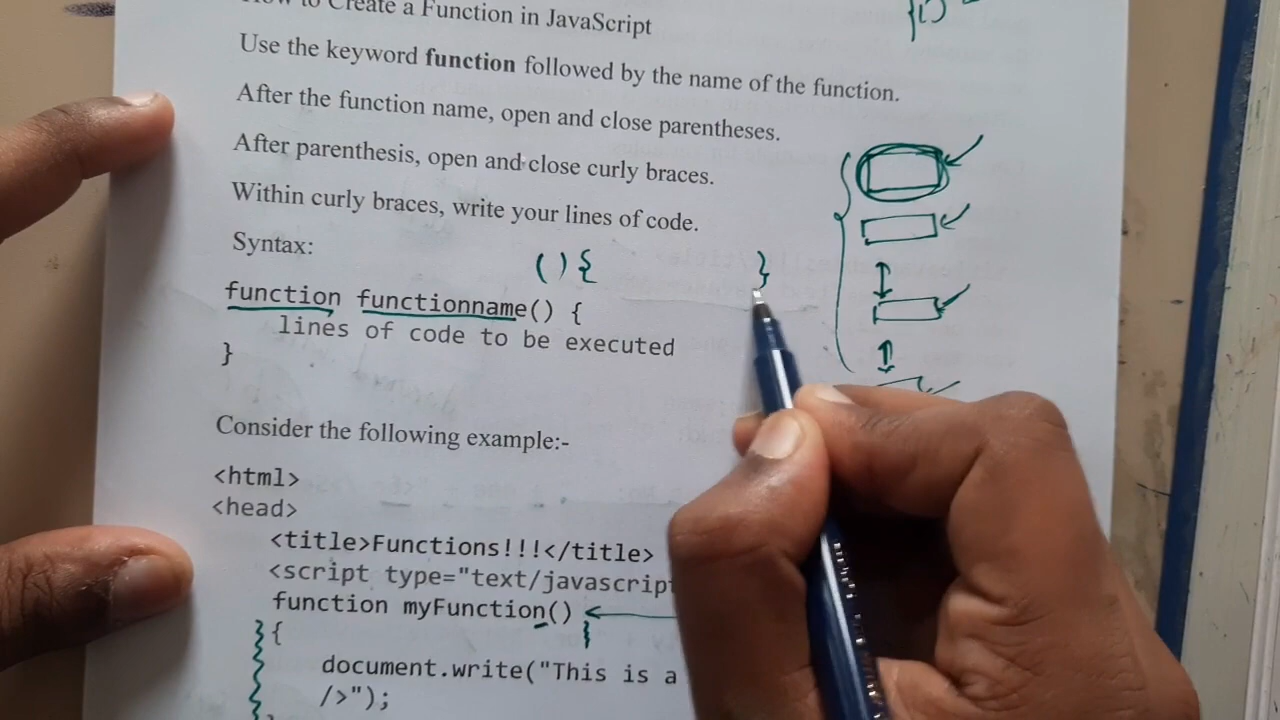 How to Create a Function in JavaScript
Use the keyword function followed by the name of the function.
After the function name, open and close parentheses.
After parenthesis, open and close curly braces.
Within curly braces, write your lines of code.
Syntax:
() { }
function functionname() {
lines of code to be executed
}
Consider the following example:-
<html>
<head>
<title>Functions!!!</title>
<script type="text/javascript
function myFunction()
{
document.write("This is a
/>");